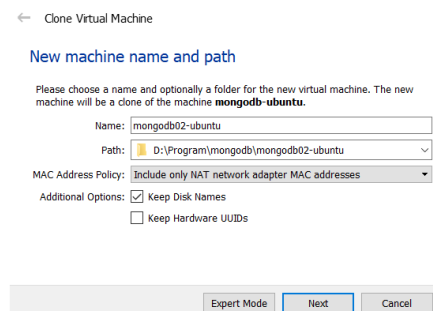 Clone Virtual Machine
New machine name and path
Please choose a name and optionally a folder for the new virtual machine. The new
machine will be a clone of the machine mongodb-ubuntu.
Name: mongodb02-ubuntu
Path: D:\Program\mongodb\mongodb02-ubuntu
MAC Address Policy: Include only NAT network adapter MAC addresses
Additional Options: Keep Disk Names
Keep Hardware UUIDs
Expert Mode Next Cancel